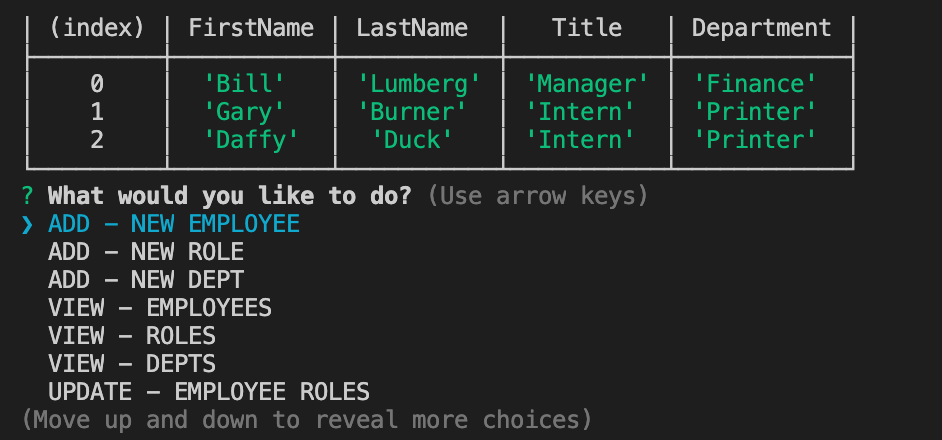 (index) | FirstName | LastName | Title | Department
0 | 'Bill' | 'Lumberg' | 'Manager' | 'Finance'
1 | 'Gary' | 'Burner' | 'Intern' | 'Printer'
2 | 'Daffy' | 'Duck' | 'Intern' | 'Printer'
? What would you like to do? (Use arrow keys)
❯ ADD – NEW EMPLOYEE
ADD – NEW ROLE
ADD – NEW DEPT
VIEW – EMPLOYEES
VIEW – ROLES
VIEW – DEPTS
UPDATE – EMPLOYEE ROLES
(Move up and down to reveal more choices)